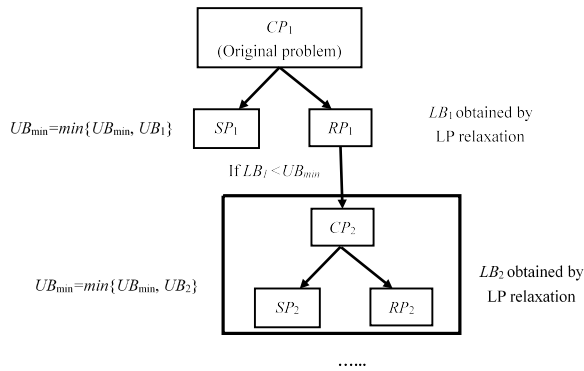 CP₁
(Original problem)
UBmin=min{UBmin, UB₁}
SP₁
RP₁
LB₁ obtained by
LP relaxation
If LB₁<UBmin
CP₂
UBmin=min{UBmin, UB₂}
SP₂
RP₂
LB₂ obtained by
LP relaxation
......